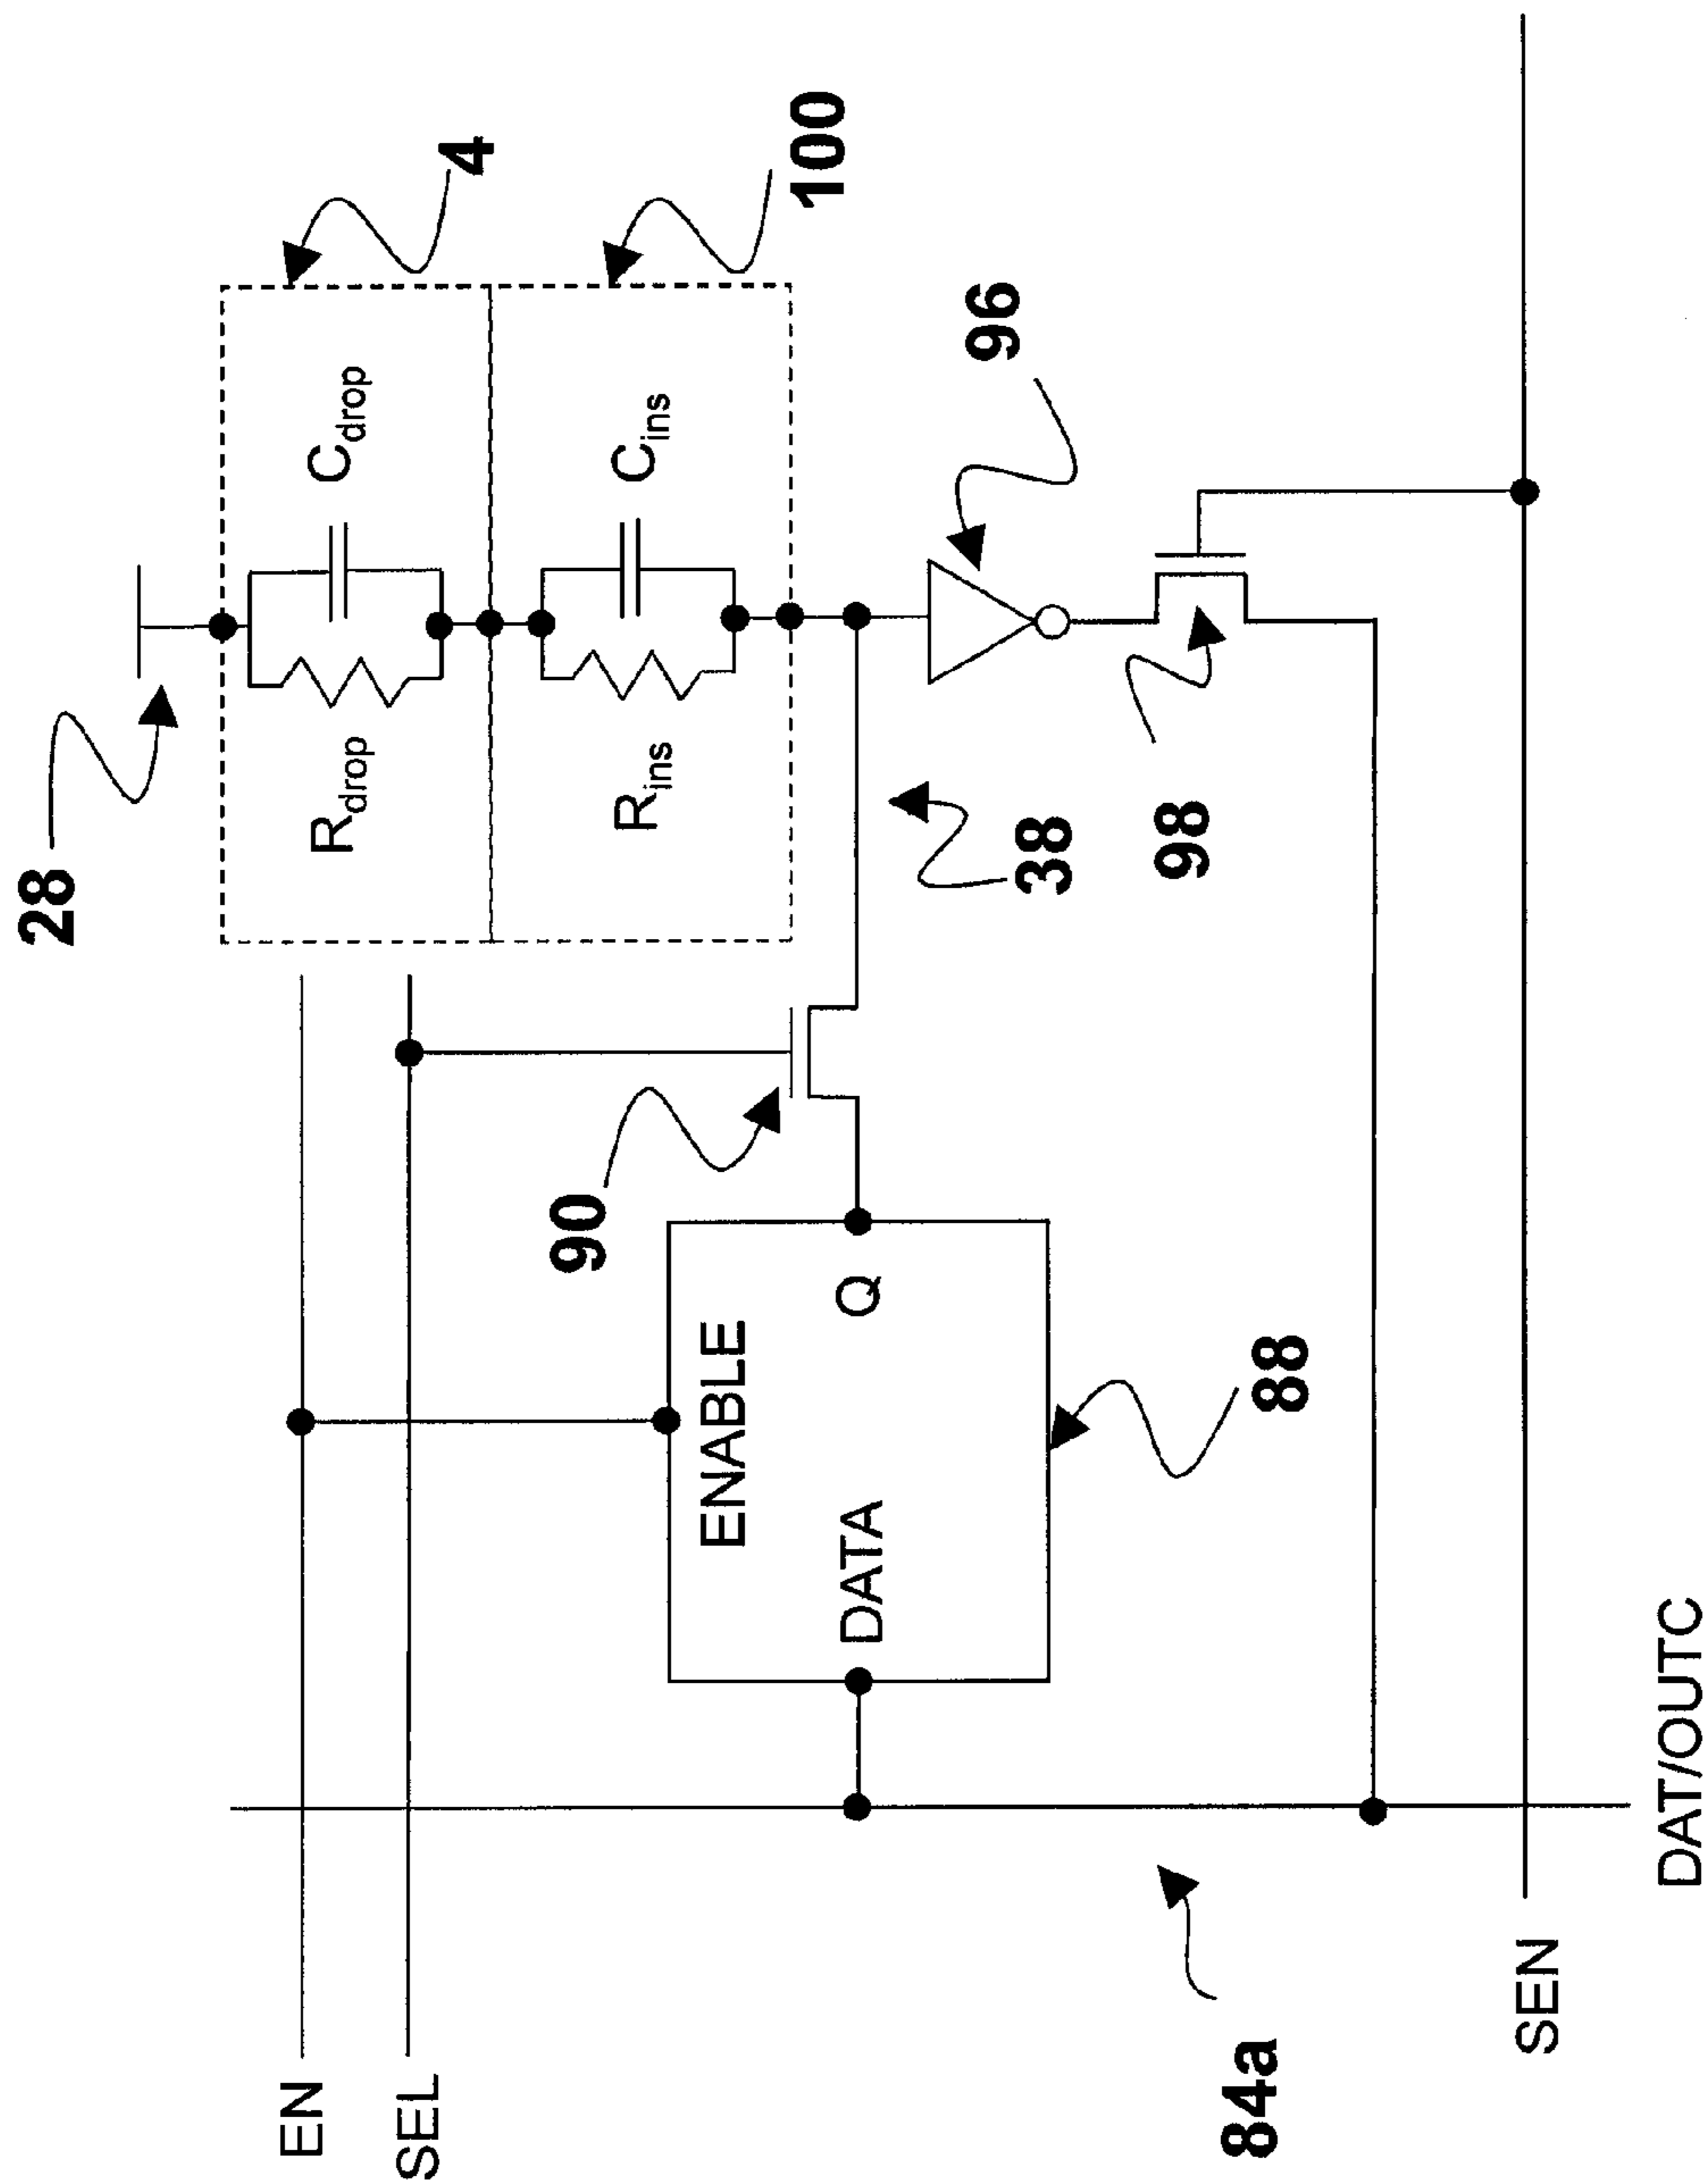 28
4
100
C_drop
R_drop
C_ins
R_ins
96
38
98
90
EN
SEL
ENABLE
DATA
Q
88
84a
SEN
DAT/OUTC